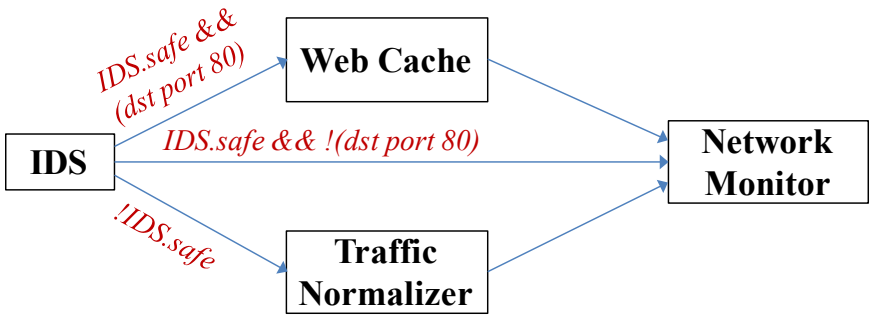 IDS.safe &&
(dst port 80)
Web Cache
IDS.safe && !(dst port 80)
IDS
Network
Monitor
!IDS.safe
Traffic
Normalizer